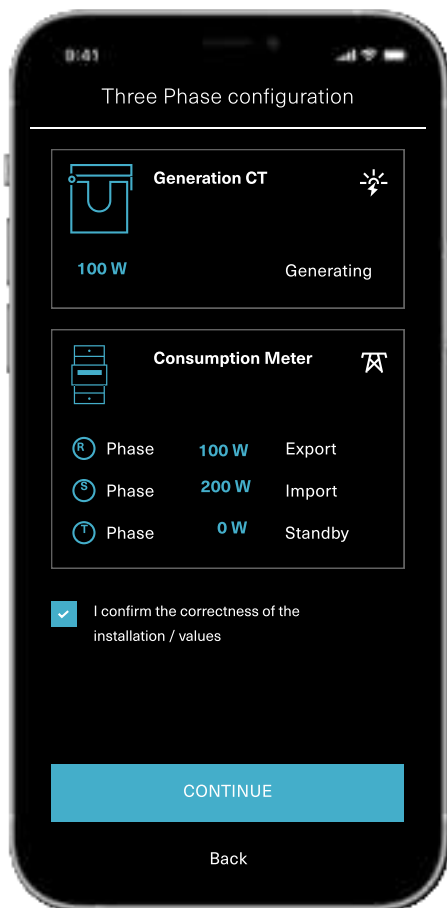 9:41
Three Phase configuration
Generation CT
100 W Generating
Consumption Meter
R Phase 100 W Export
S Phase 200 W Import
T Phase 0 W Standby
I confirm the correctness of the
installation / values
CONTINUE
Back